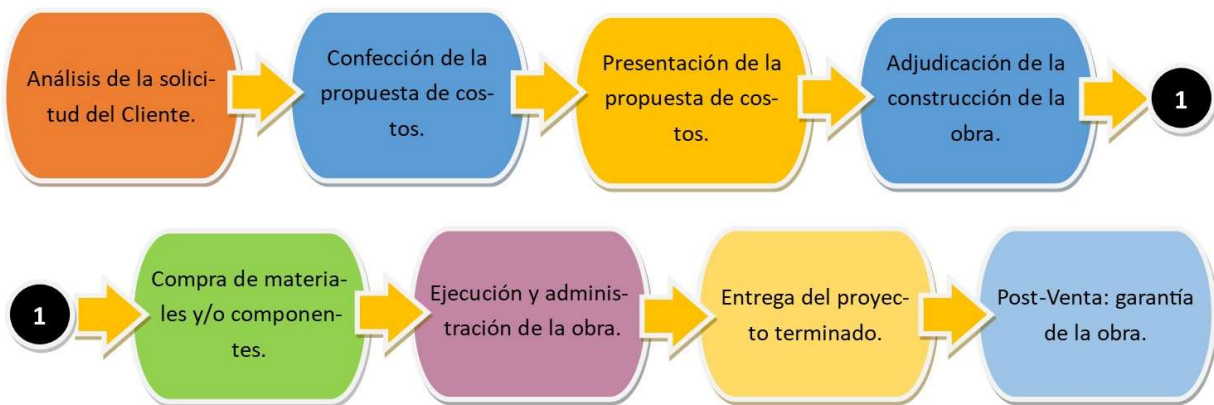 Análisis de la solici-
tud del Cliente.
Confección de la
propuesta de cos-
tos.
Presentación de la
propuesta de cos-
tos.
Adjudicación de la
construcción de la
obra.
1
1
Compra de materia-
les y/o componen-
tes.
Ejecución y adminis-
tración de la obra.
Entrega del proyec-
to terminado.
Post-Venta: garantía
de la obra.